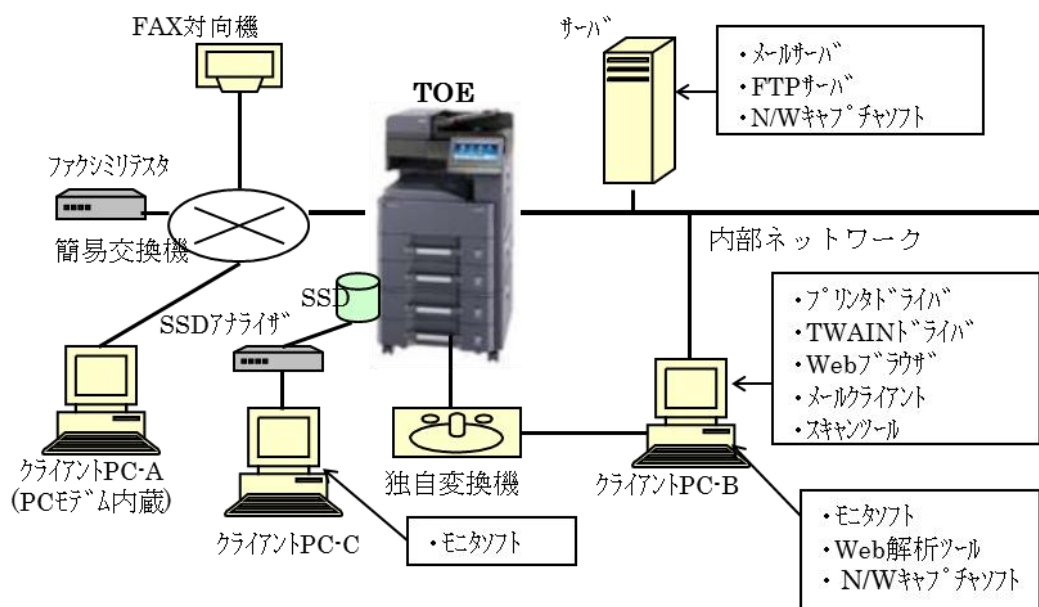 FAX対向機
ｻｰﾊﾞ
・ﾒｰﾙｻｰﾊﾞ
・FTPｻｰﾊﾞ
・N/Wｷｬﾌﾟﾁｬｿﾌﾄ
TOE
ﾌｧｸｼﾐﾘﾃｽﾀ
簡易交換機
内部ネットワーク
SSD
SSDｱﾅﾗｲｻﾞ
・ﾌﾟﾘﾝﾀﾄﾞﾗｲﾊﾞ
・TWAINﾄﾞﾗｲﾊﾞ
・Webﾌﾞﾗｳｻﾞ
・ﾒｰﾙｸﾗｲｱﾝﾄ
・ｽｷｬﾝﾂｰﾙ
ｸﾗｲｱﾝﾄPC-A
(PCﾓﾃﾞﾑ内蔵)
独自変換機
ｸﾗｲｱﾝﾄPC-B
ｸﾗｲｱﾝﾄPC-C
・ﾓﾆﾀｿﾌﾄ
・ﾓﾆﾀｿﾌﾄ
・Web解析ﾂｰﾙ
・N/Wｷｬﾌﾟﾁｬｿﾌﾄ